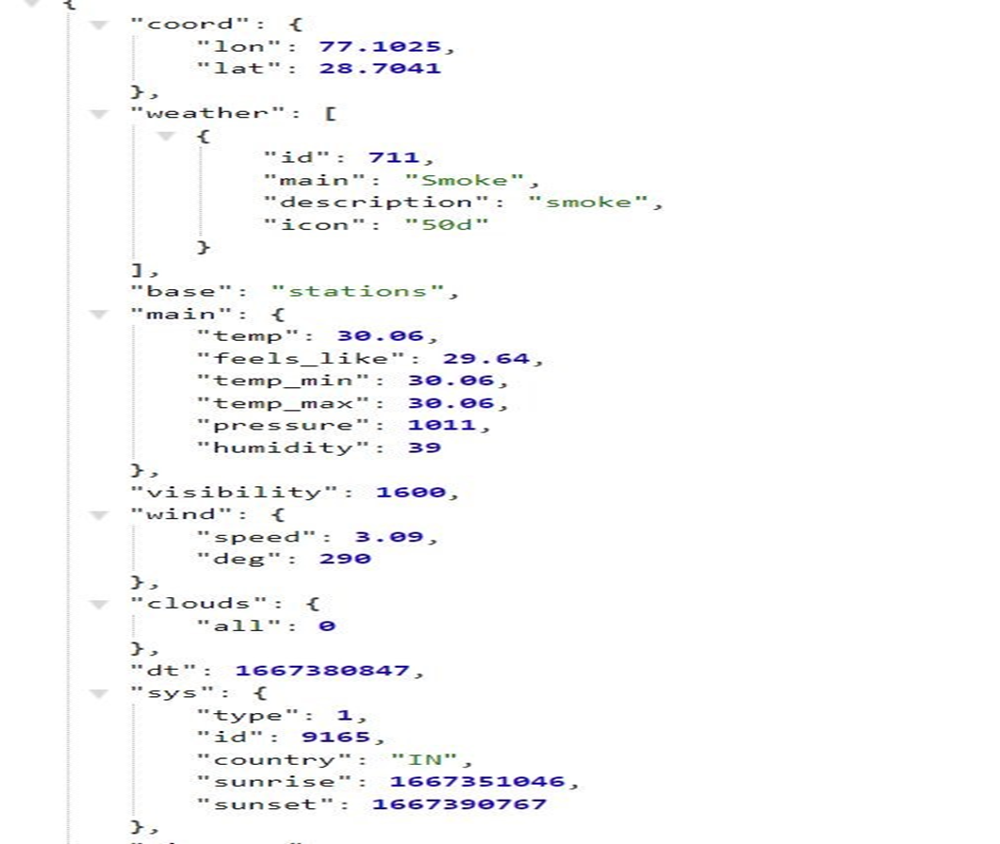 {
"coord": {
"lon": 77.1025,
"lat": 28.7041
},
"weather": [
{
"id": 711,
"main": "Smoke",
"description": "smoke",
"icon": "50d"
}
],
"base": "stations",
"main": {
"temp": 30.06,
"feels_like": 29.64,
"temp_min": 30.06,
"temp_max": 30.06,
"pressure": 1011,
"humidity": 39
},
"visibility": 1600,
"wind": {
"speed": 3.09,
"deg": 290
},
"clouds": {
"all": 0
},
"dt": 1667380847,
"sys": {
"type": 1,
"id": 9165,
"country": "IN",
"sunrise": 1667351046,
"sunset": 1667390767
},